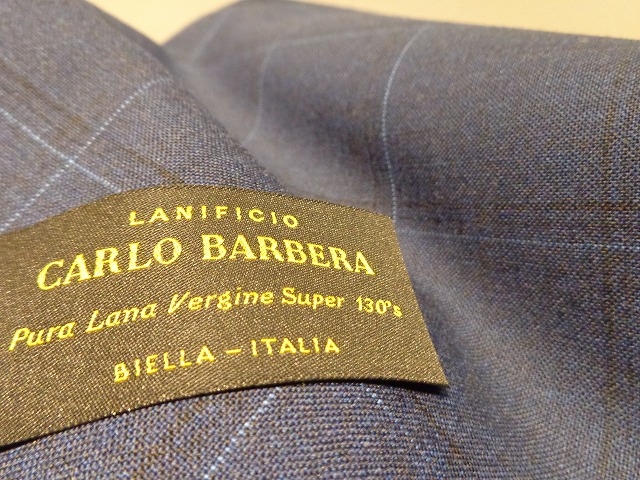 LANIFICIO
CARLO BARBERA
Pura Lana Vergine Super 130's
BIELLA - ITALIA